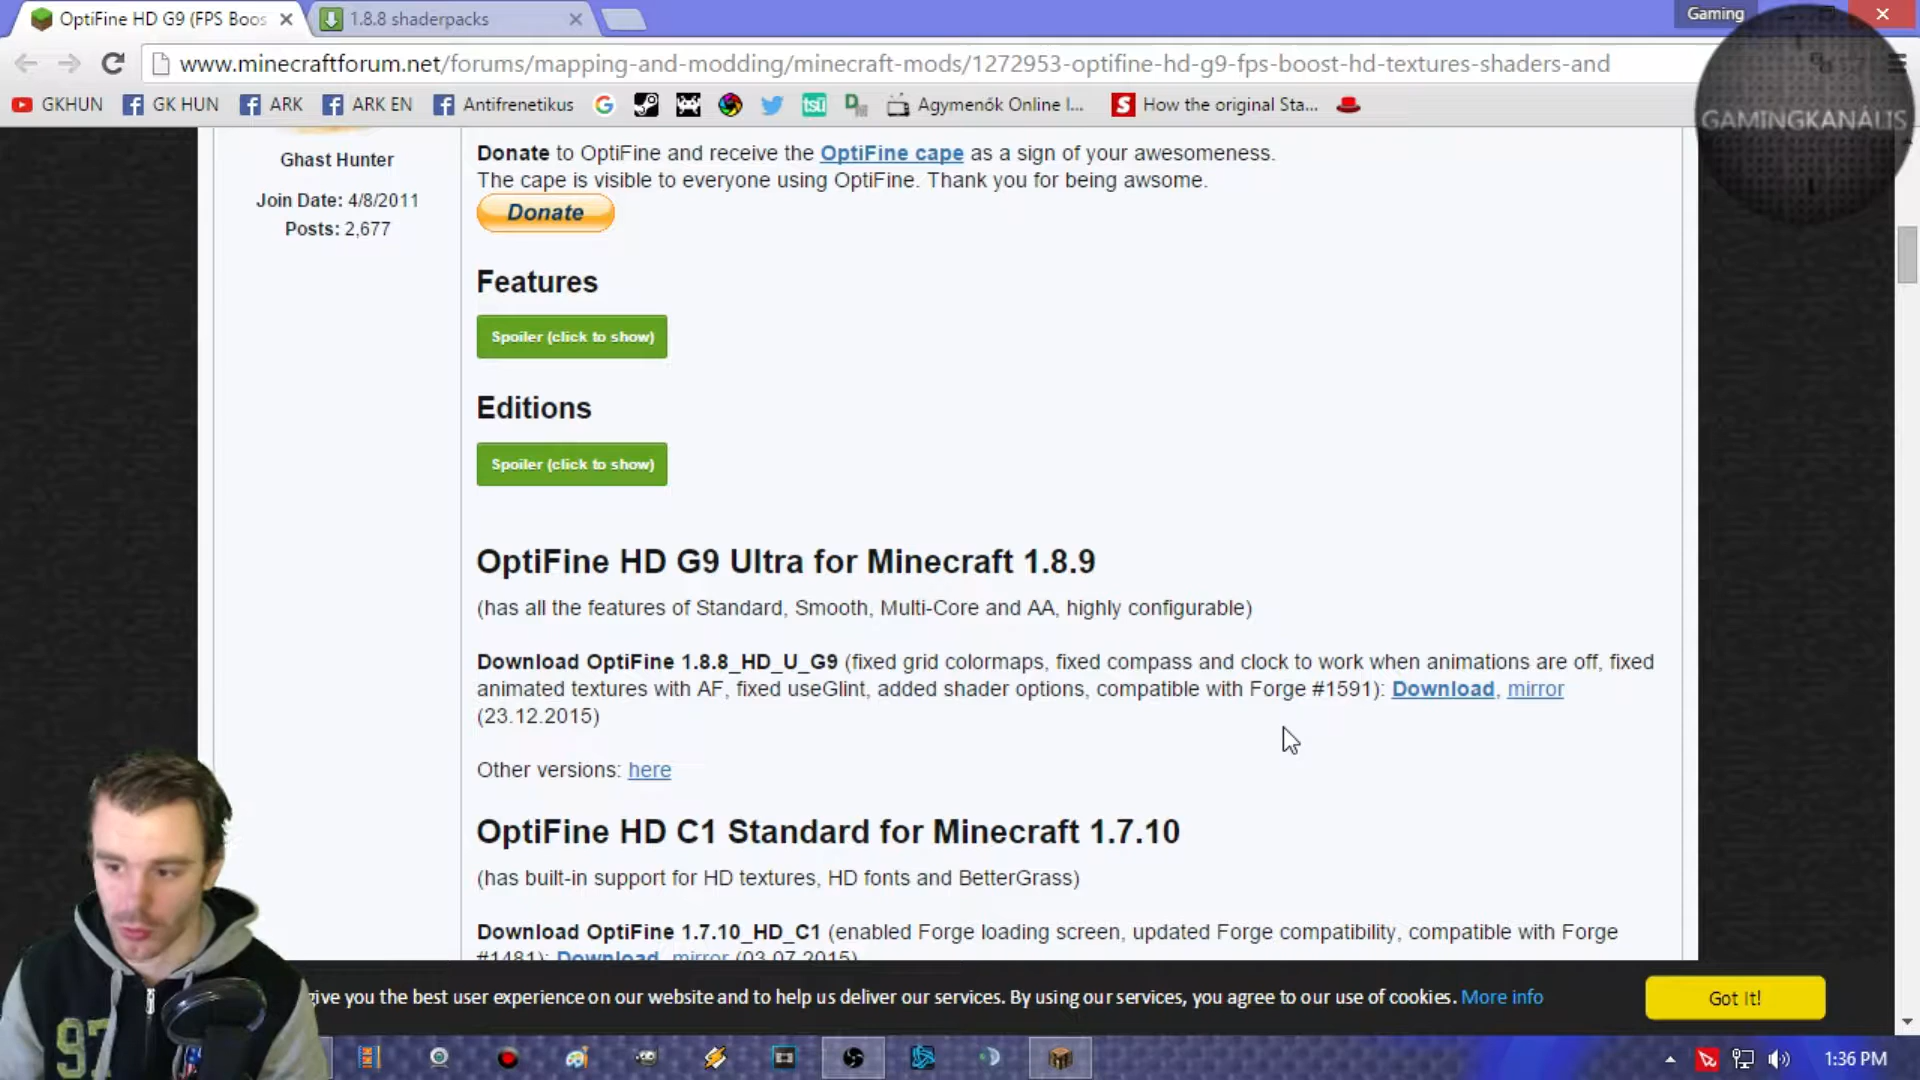 OptiFine HD G9 (FPS Boos
1.8.8 shaderpacks
Gaming
www.minecraftforum.net/forums/mapping-and-modding/minecraft-mods/1272953-optifine-hd-g9-fps-boost-hd-textures-shaders-and
GKHUN
GK HUN
ARK
ARK EN
Antifrenetikus
Agymenők Online I...
How the original Sta...
GAMINGKANÁLIS
Ghast Hunter
Join Date: 4/8/2011
Posts: 2,677
Donate to OptiFine and receive the OptiFine cape as a sign of your awesomeness.
The cape is visible to everyone using OptiFine. Thank you for being awsome.
Donate
Features
Spoiler (click to show)
Editions
Spoiler (click to show)
OptiFine HD G9 Ultra for Minecraft 1.8.9
(has all the features of Standard, Smooth, Multi-Core and AA, highly configurable)
Download OptiFine 1.8.8_HD_U_G9 (fixed grid colormaps, fixed compass and clock to work when animations are off, fixed
animated textures with AF, fixed useGlint, added shader options, compatible with Forge #1591): Download, mirror
(23.12.2015)
Other versions: here
OptiFine HD C1 Standard for Minecraft 1.7.10
(has built-in support for HD textures, HD fonts and BetterGrass)
Download OptiFine 1.7.10_HD_C1 (enabled Forge loading screen, updated Forge compatibility, compatible with Forge
#1481): Download, mirror (03.07.2015)
give you the best user experience on our website and to help us deliver our services. By using our services, you agree to our use of cookies. More info
Got It!
97
1:36 PM